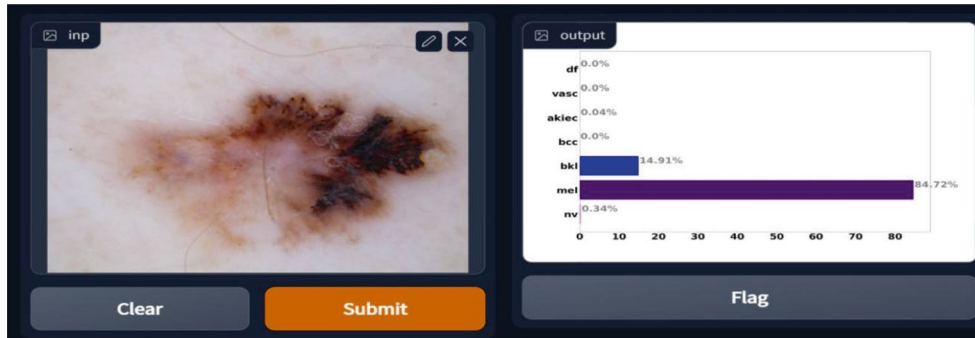 inp
output
df 0.0%
vasc 0.0%
akiec 0.04%
bcc 0.0%
bkl 14.91%
mel 84.72%
nv 0.34%
0 10 20 30 40 50 60 70 80
Clear
Submit
Flag